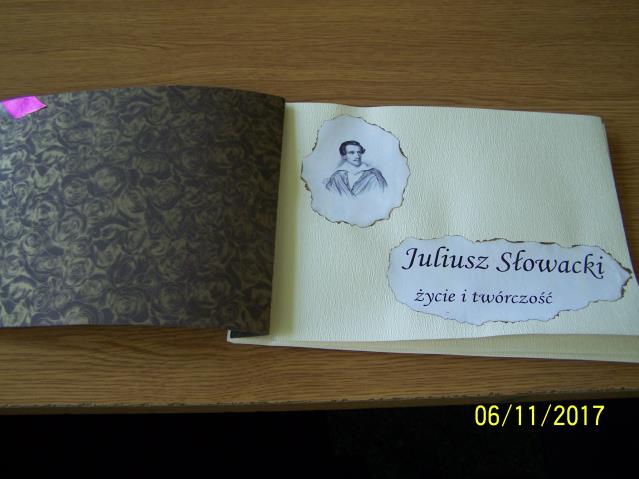 Juliusz Słowacki
życie i twórczość
06/11/2017